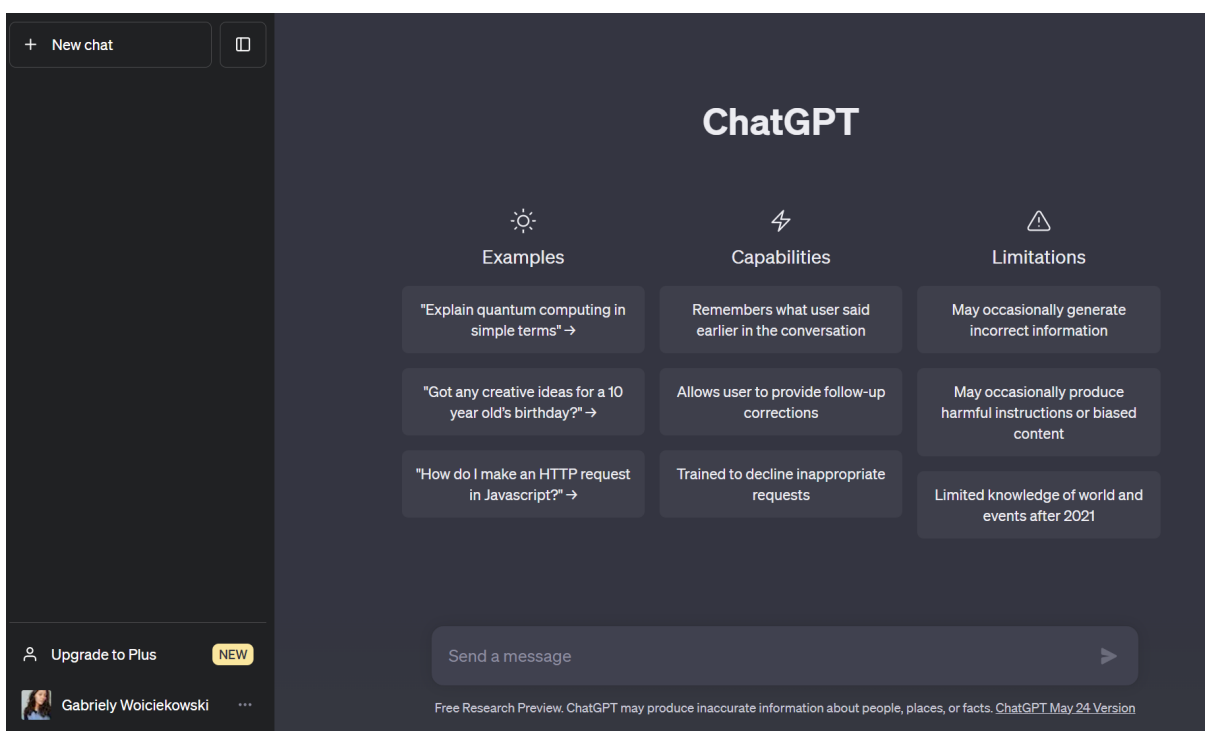 New chat
ChatGPT
Examples
"Explain quantum computing in
simple terms" →
"Got any creative ideas for a 10
year old's birthday?" →
"How do I make an HTTP request
in Javascript?" →
Capabilities
Remembers what user said
earlier in the conversation
Allows user to provide follow-up
corrections
Trained to decline inappropriate
requests
Limitations
May occasionally generate
incorrect information
May occasionally produce
harmful instructions or biased
content
Limited knowledge of world and
events after 2021
Upgrade to Plus NEW
Gabriely Woiciekowski
Send a message
Free Research Preview. ChatGPT may produce inaccurate information about people, places, or facts. ChatGPT May 24 Version